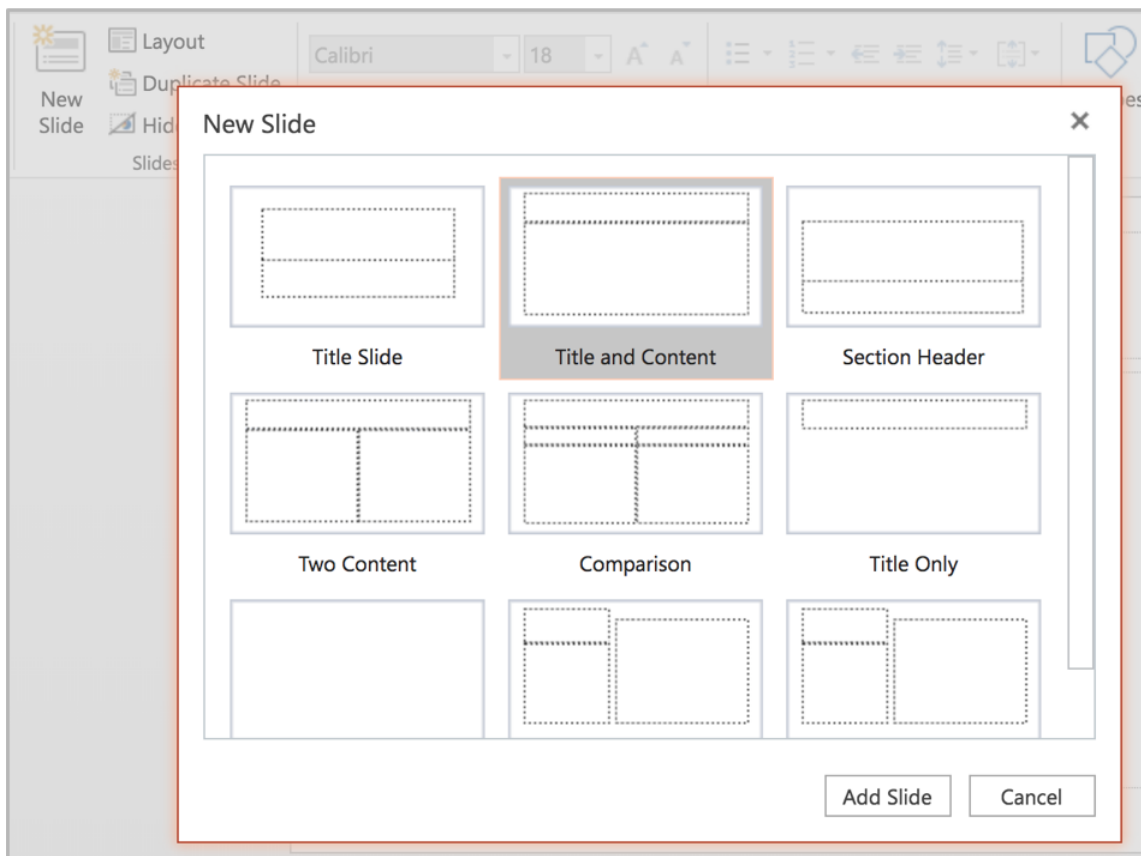 Layout
Calibri
18
Duplicate Slide
New
Slide
Hid
Slides
New Slide
Title Slide
Title and Content
Section Header
Two Content
Comparison
Title Only
Add Slide
Cancel